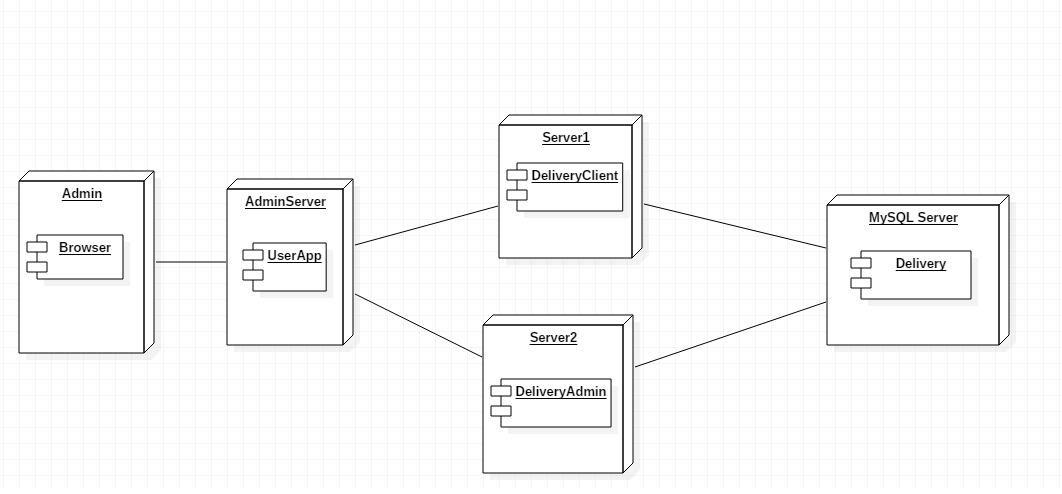 Admin
Browser
AdminServer
UserApp
Server1
DeliveryClient
Server2
DeliveryAdmin
MySQL Server
Delivery